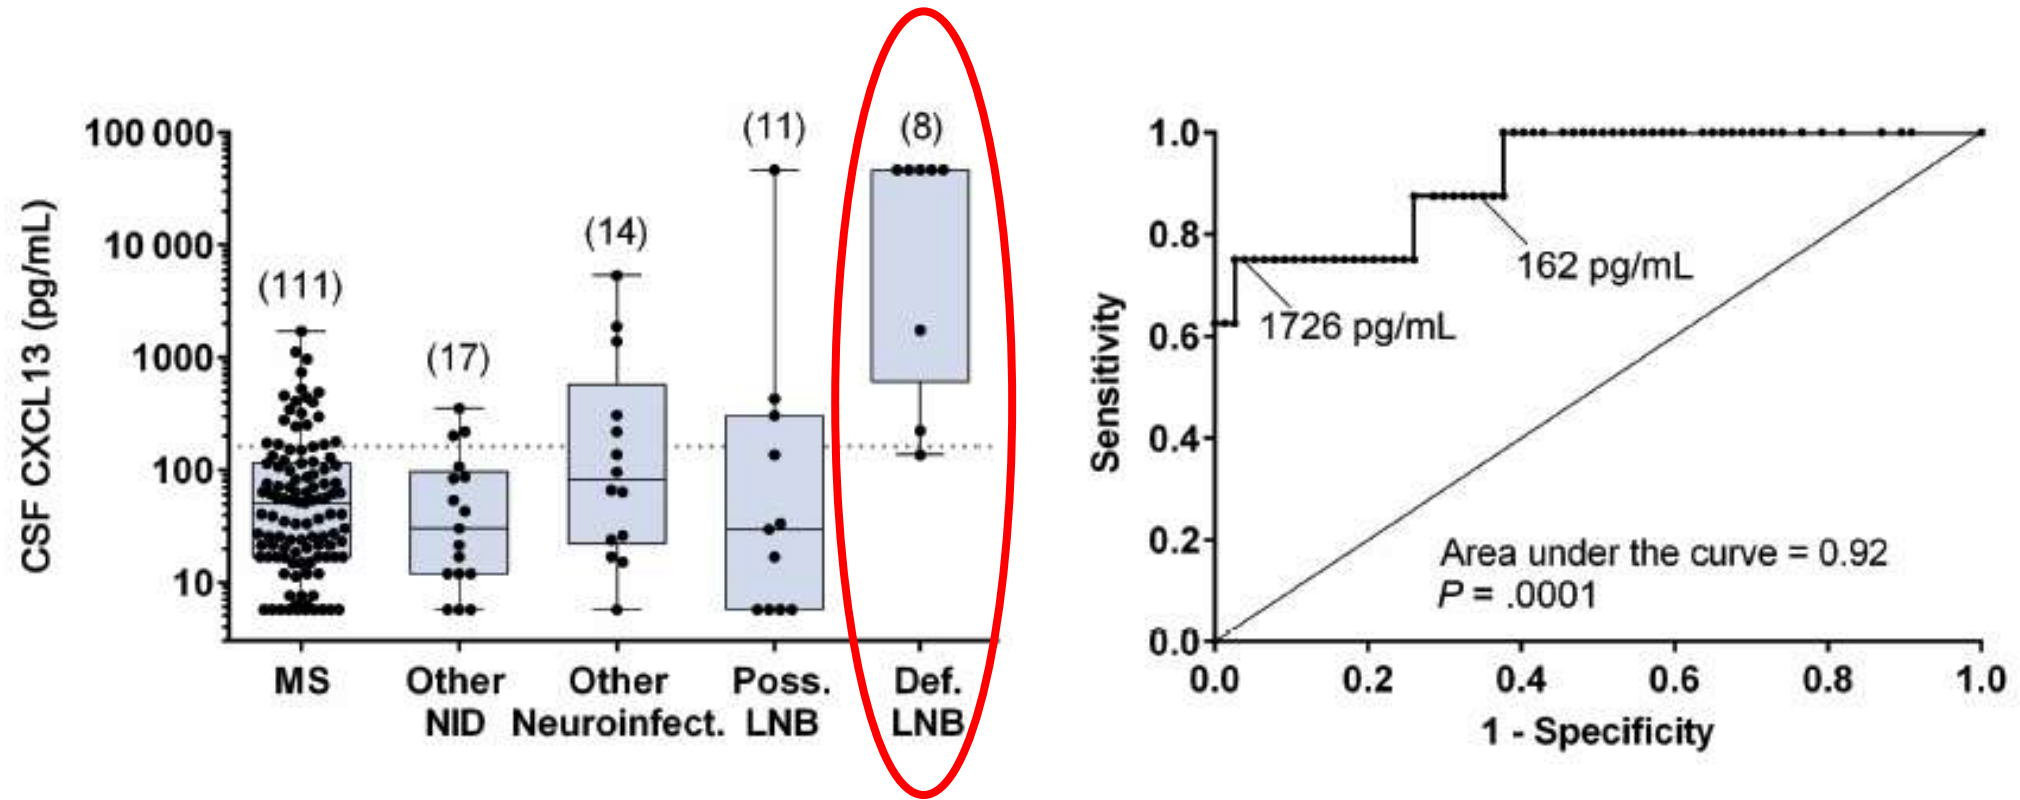 CSF CXCL13 (pg/mL)
100 000
10 000
1000
100
10
(111)
(17)
(14)
(11)
(8)
MS
Other
NID
Other
Neuroinfect.
Poss.
LNB
Def.
LNB
Sensitivity
1.0
0.8
0.6
0.4
0.2
0.0
162 pg/mL
1726 pg/mL
Area under the curve = 0.92
P = .0001
0.0 0.2 0.4 0.6 0.8 1.0
1 - Specificity